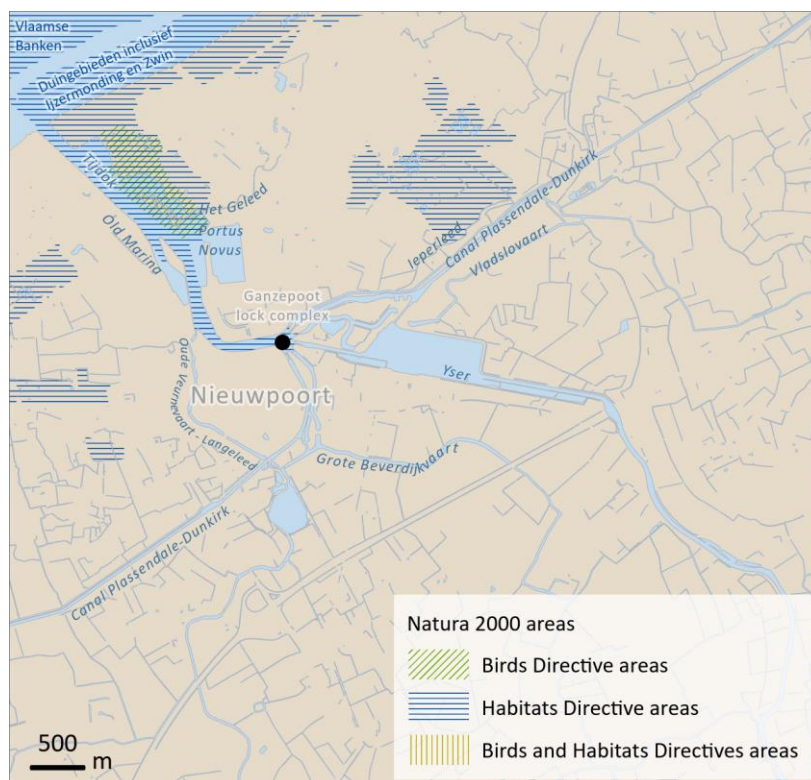 Vlaamse
Banken
Duingebieden inclusief
Ijzermonding en Zwin
Tijdok
Old Marina
Het Geleed
Portus
Novus
Ieperleed
Canal Plassendale-Dunkirk
Vladslovaart
Ganzepoot
lock complex
Yser
Nieuwpoort
Oude Veurnevaart - Langeleed
Grote Beverdijkvaart
Canal Plassendale-Dunkirk
Natura 2000 areas
Birds Directive areas
Habitats Directive areas
Birds and Habitats Directives areas
500
m